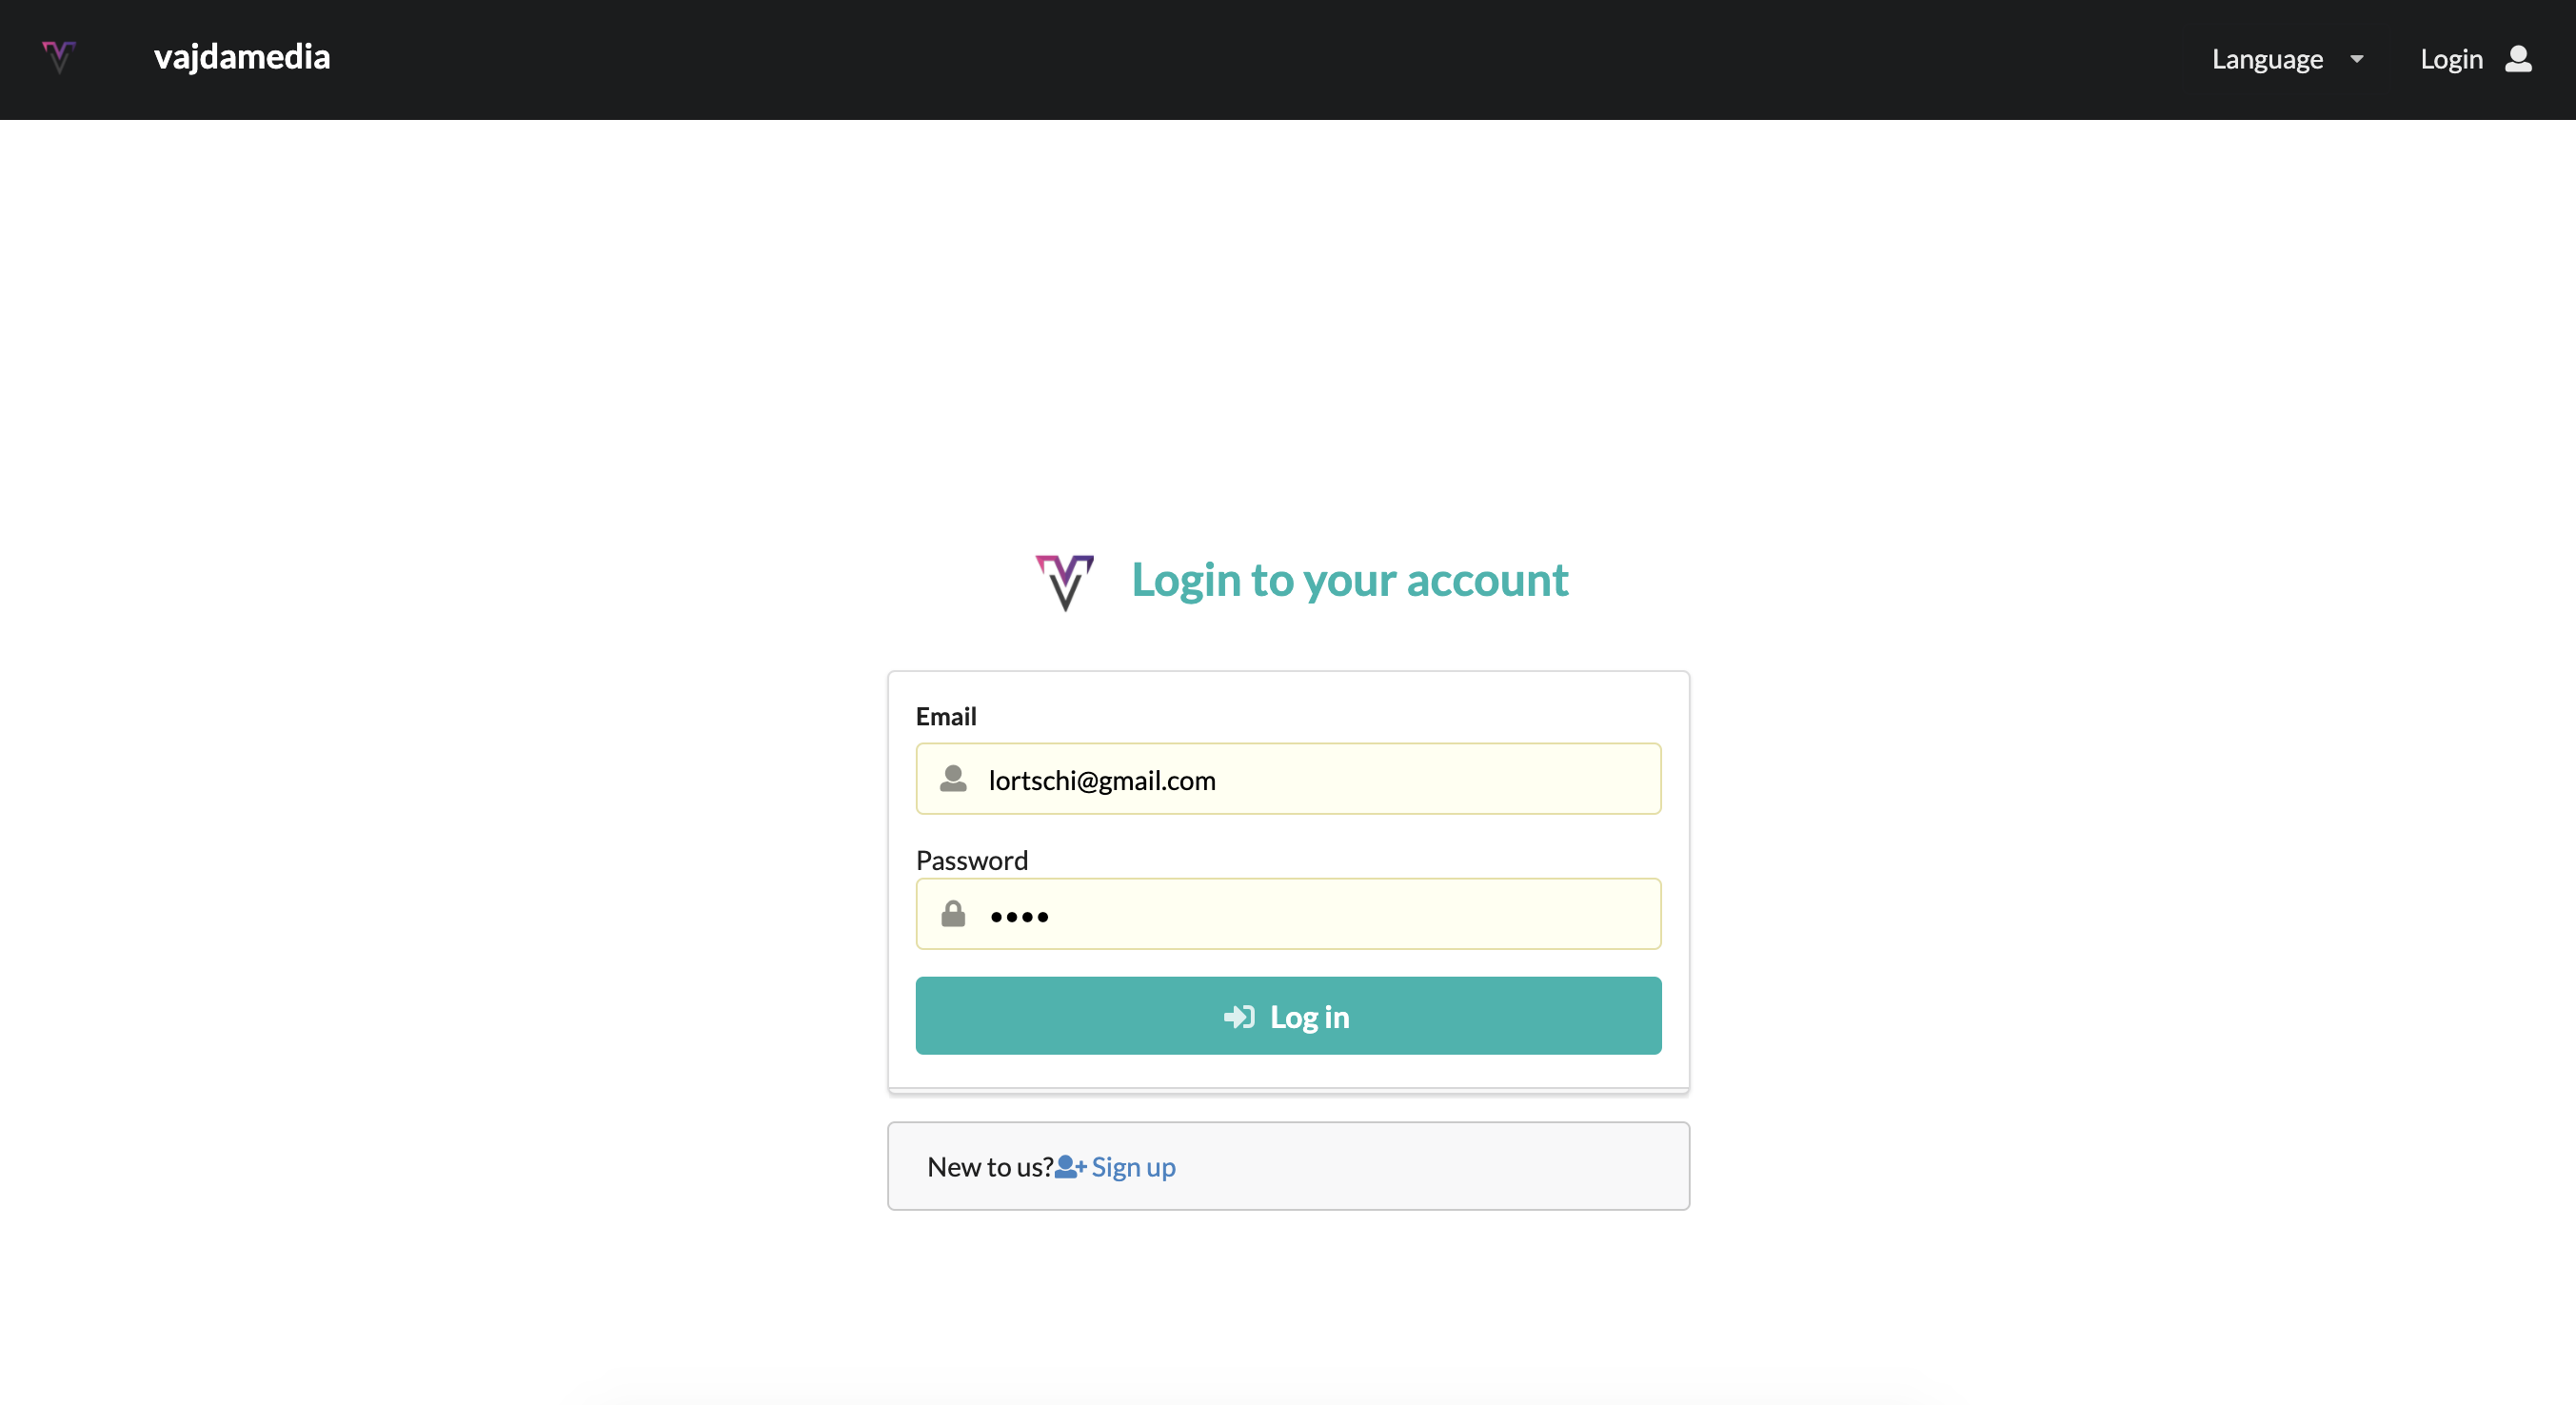 vajdamedia
Language
Login
Login to your account
Email
lortschi@gmail.com
Password
••••
Log in
New to us? Sign up